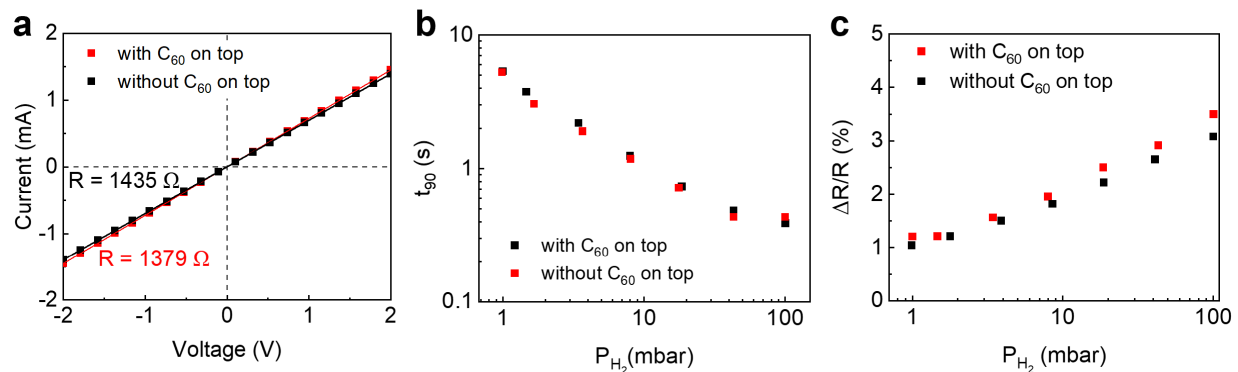 a
with C₆₀ on top
without C₆₀ on top
R = 1435 Ω
R = 1379 Ω
Current (mA)
2
1
0
-1
-2
-2
-1
0
1
2
Voltage (V)
b
with C₆₀ on top
without C₆₀ on top
t₉₀ (s)
10
1
0.1
1
10
100
P_H₂(mbar)
c
with C₆₀ on top
without C₆₀ on top
ΔR/R (%)
5
4
3
2
1
0
1
10
100
P_H₂ (mbar)